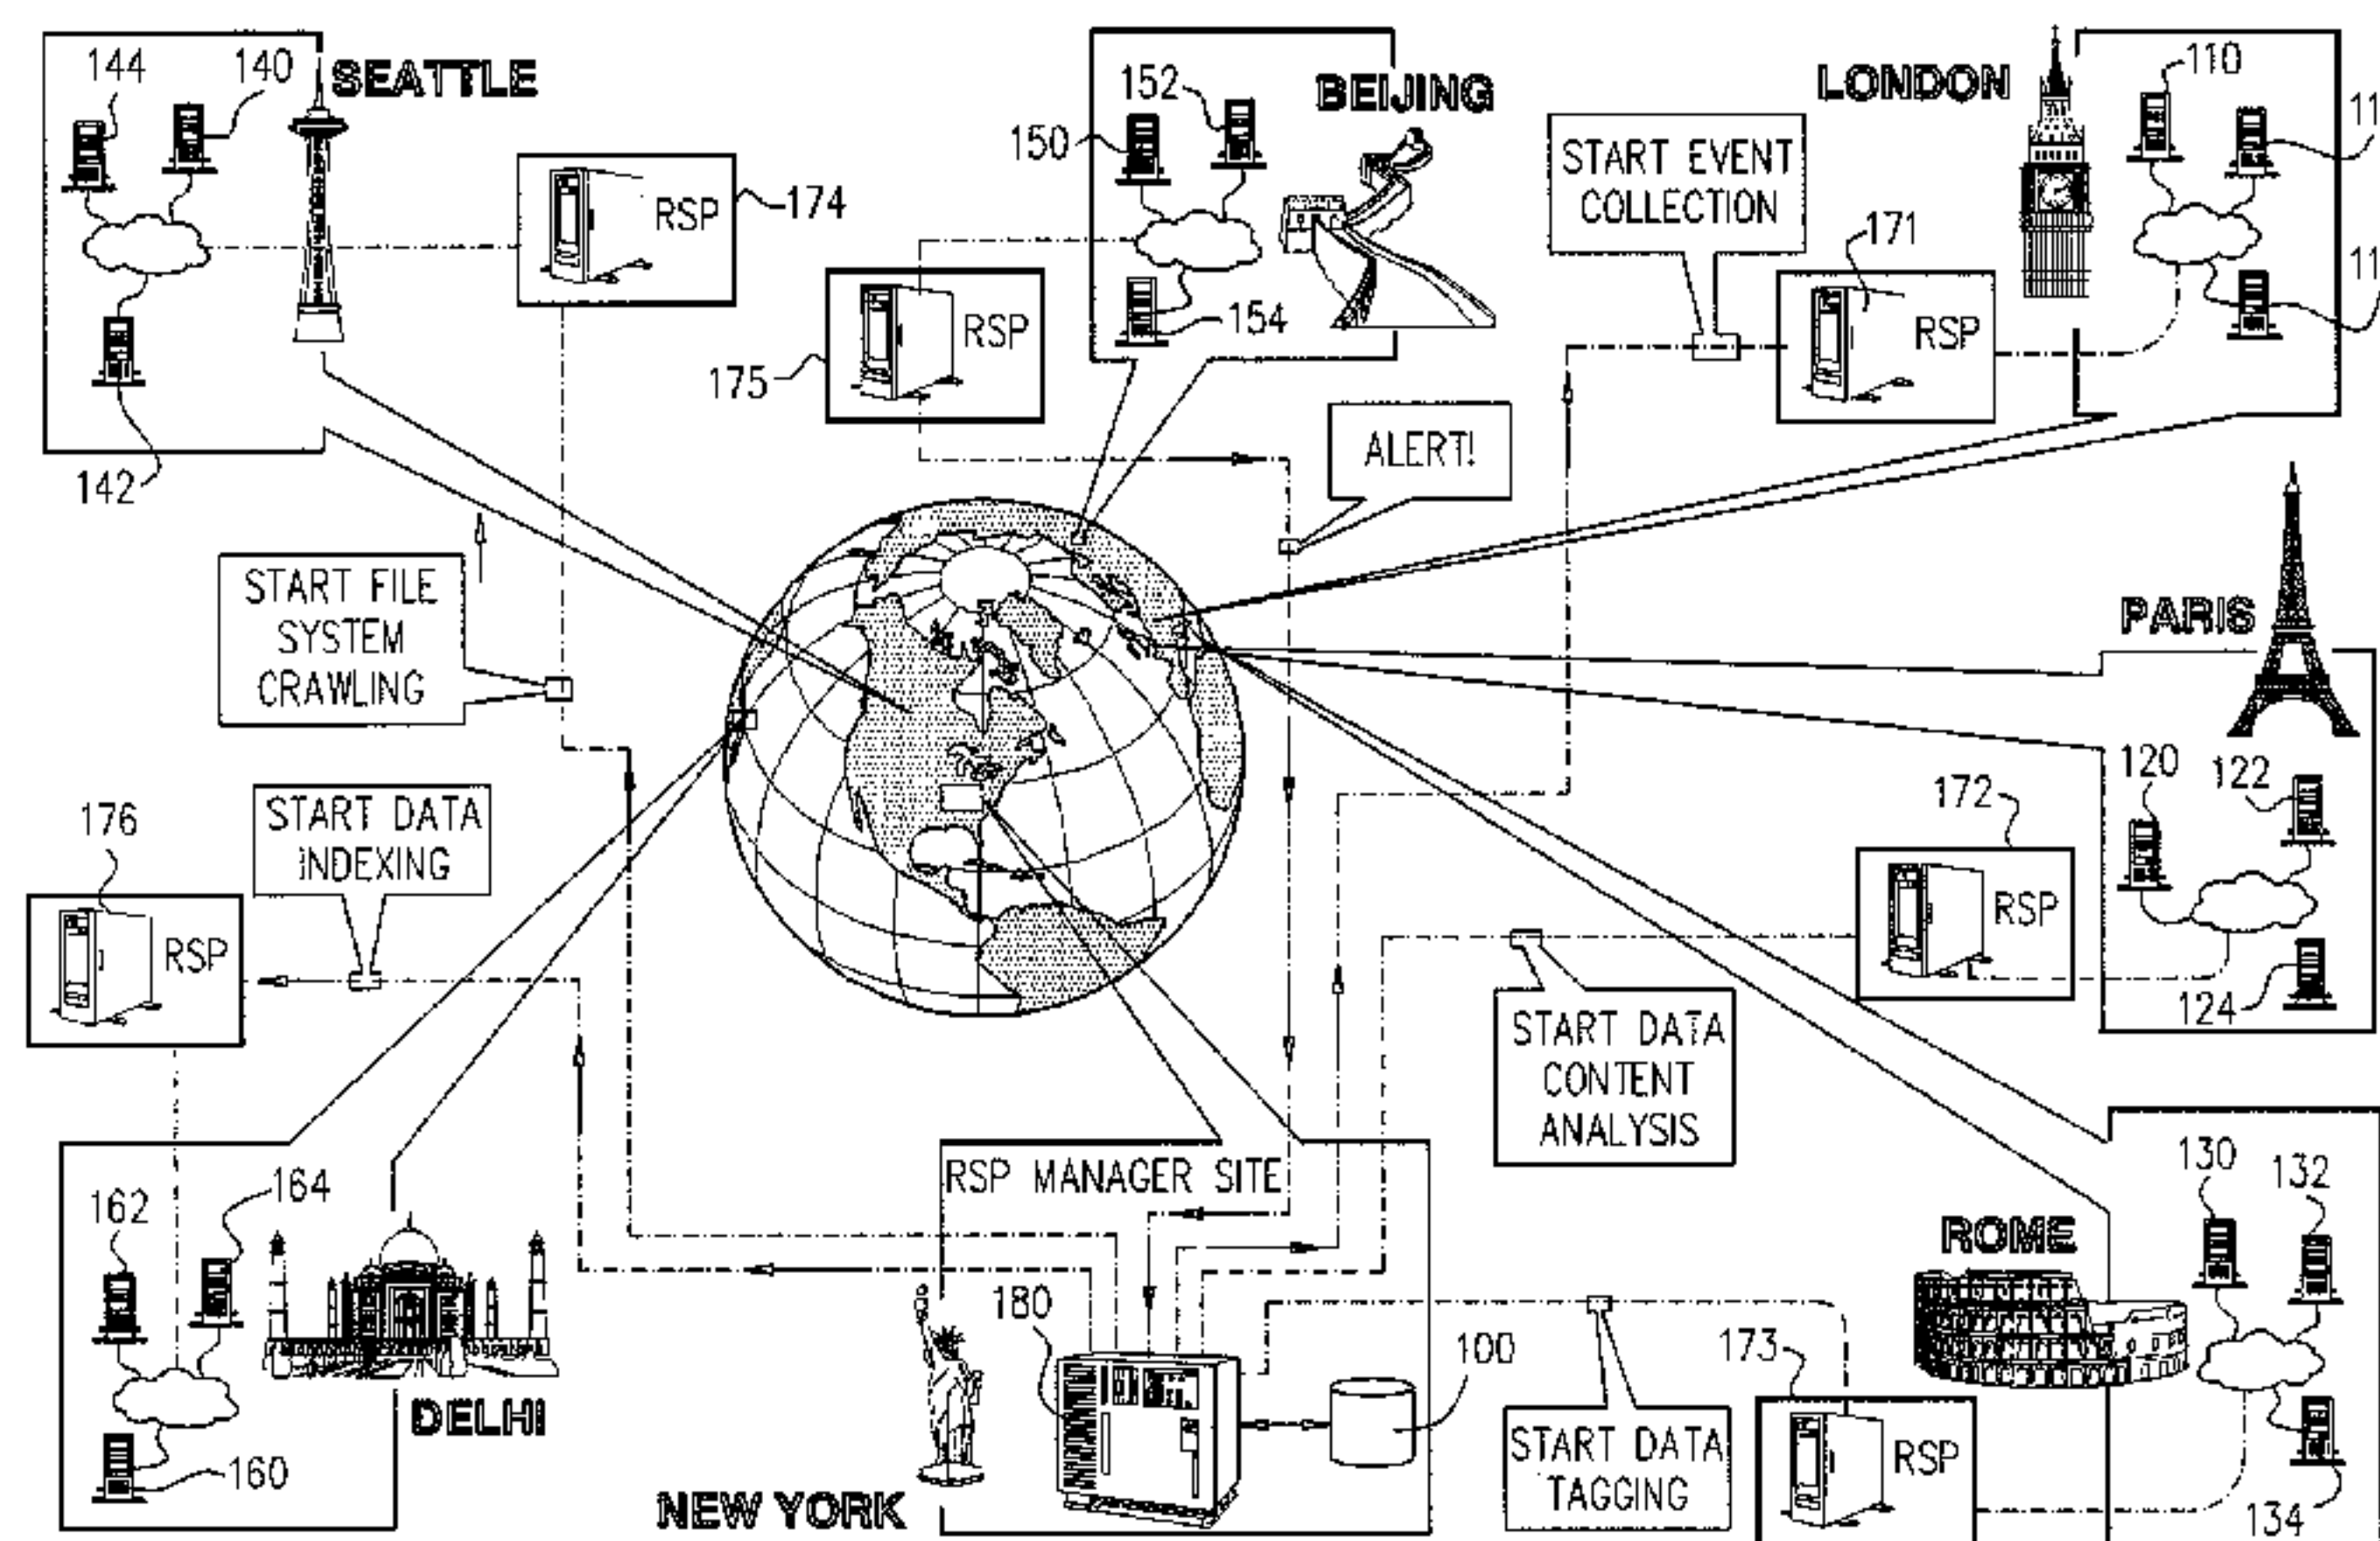 144
140
SEATTLE
152
BEIJING
LONDON
110
11
150
START EVENT
COLLECTION
RSP
174
171
11
RSP
154
RSP
175
ALERT!
142
START FILE
SYSTEM
CRAWLING
PARIS
120
122
172
176
START DATA
INDEXING
RSP
RSP
124
START DATA
CONTENT
ANALYSIS
RSP MANAGER SITE
162
164
130
132
ROME
180
100
173
DELHI
160
START DATA
TAGGING
RSP
NEW YORK
134